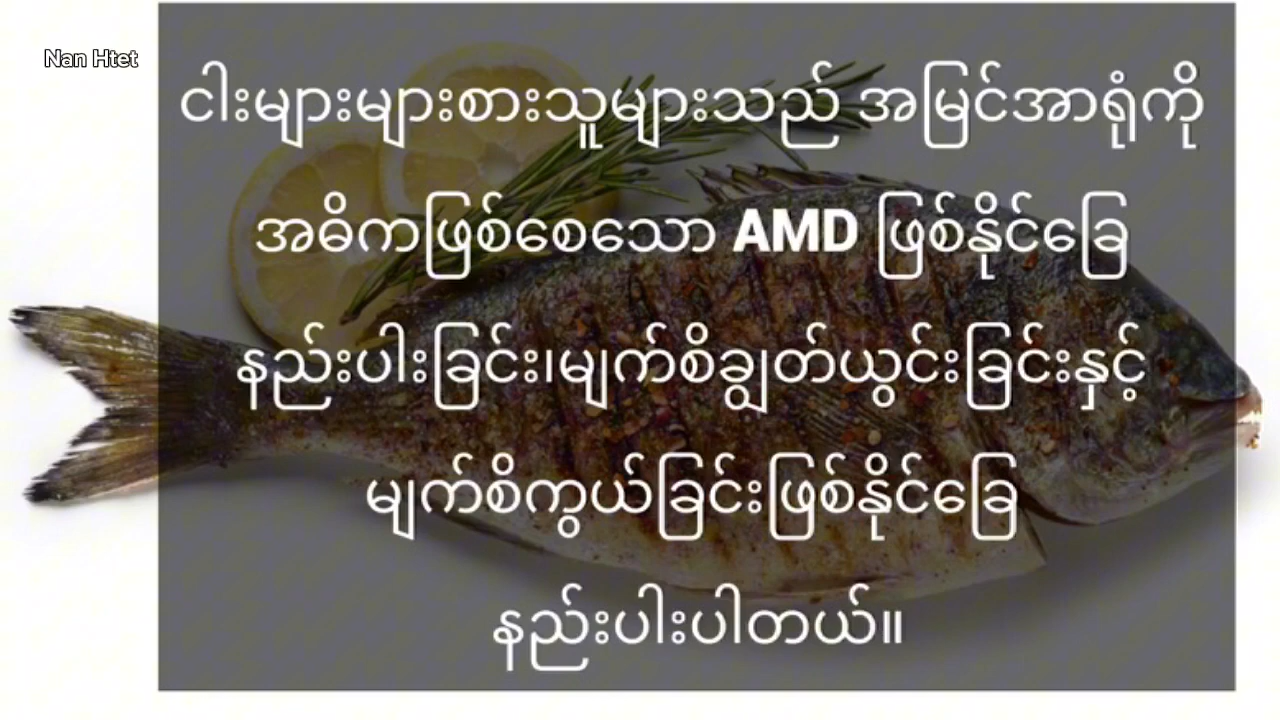 Nan Htet
ငါးများများစားသူများသည် အမြင်အာရုံကို
အဓိကဖြစ်စေသော AMD ဖြစ်နိုင်ခြေ
နည်းပါးခြင်း၊မျက်စိချွတ်ယွင်းခြင်းနှင့်
မျက်စိကွယ်ခြင်းဖြစ်နိုင်ခြေ
နည်းပါးပါတယ်။